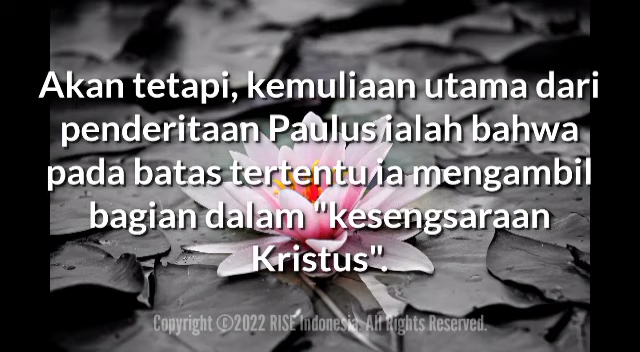 Akan tetapi, kemuliaan utama dari
penderitaan Paulus ialah bahwa
pada batas tertentu ia mengambil
bagian dalam "kesengsaraan
Kristus".
Copyright ©2022 RISE Indonesia. All Rights Reserved.